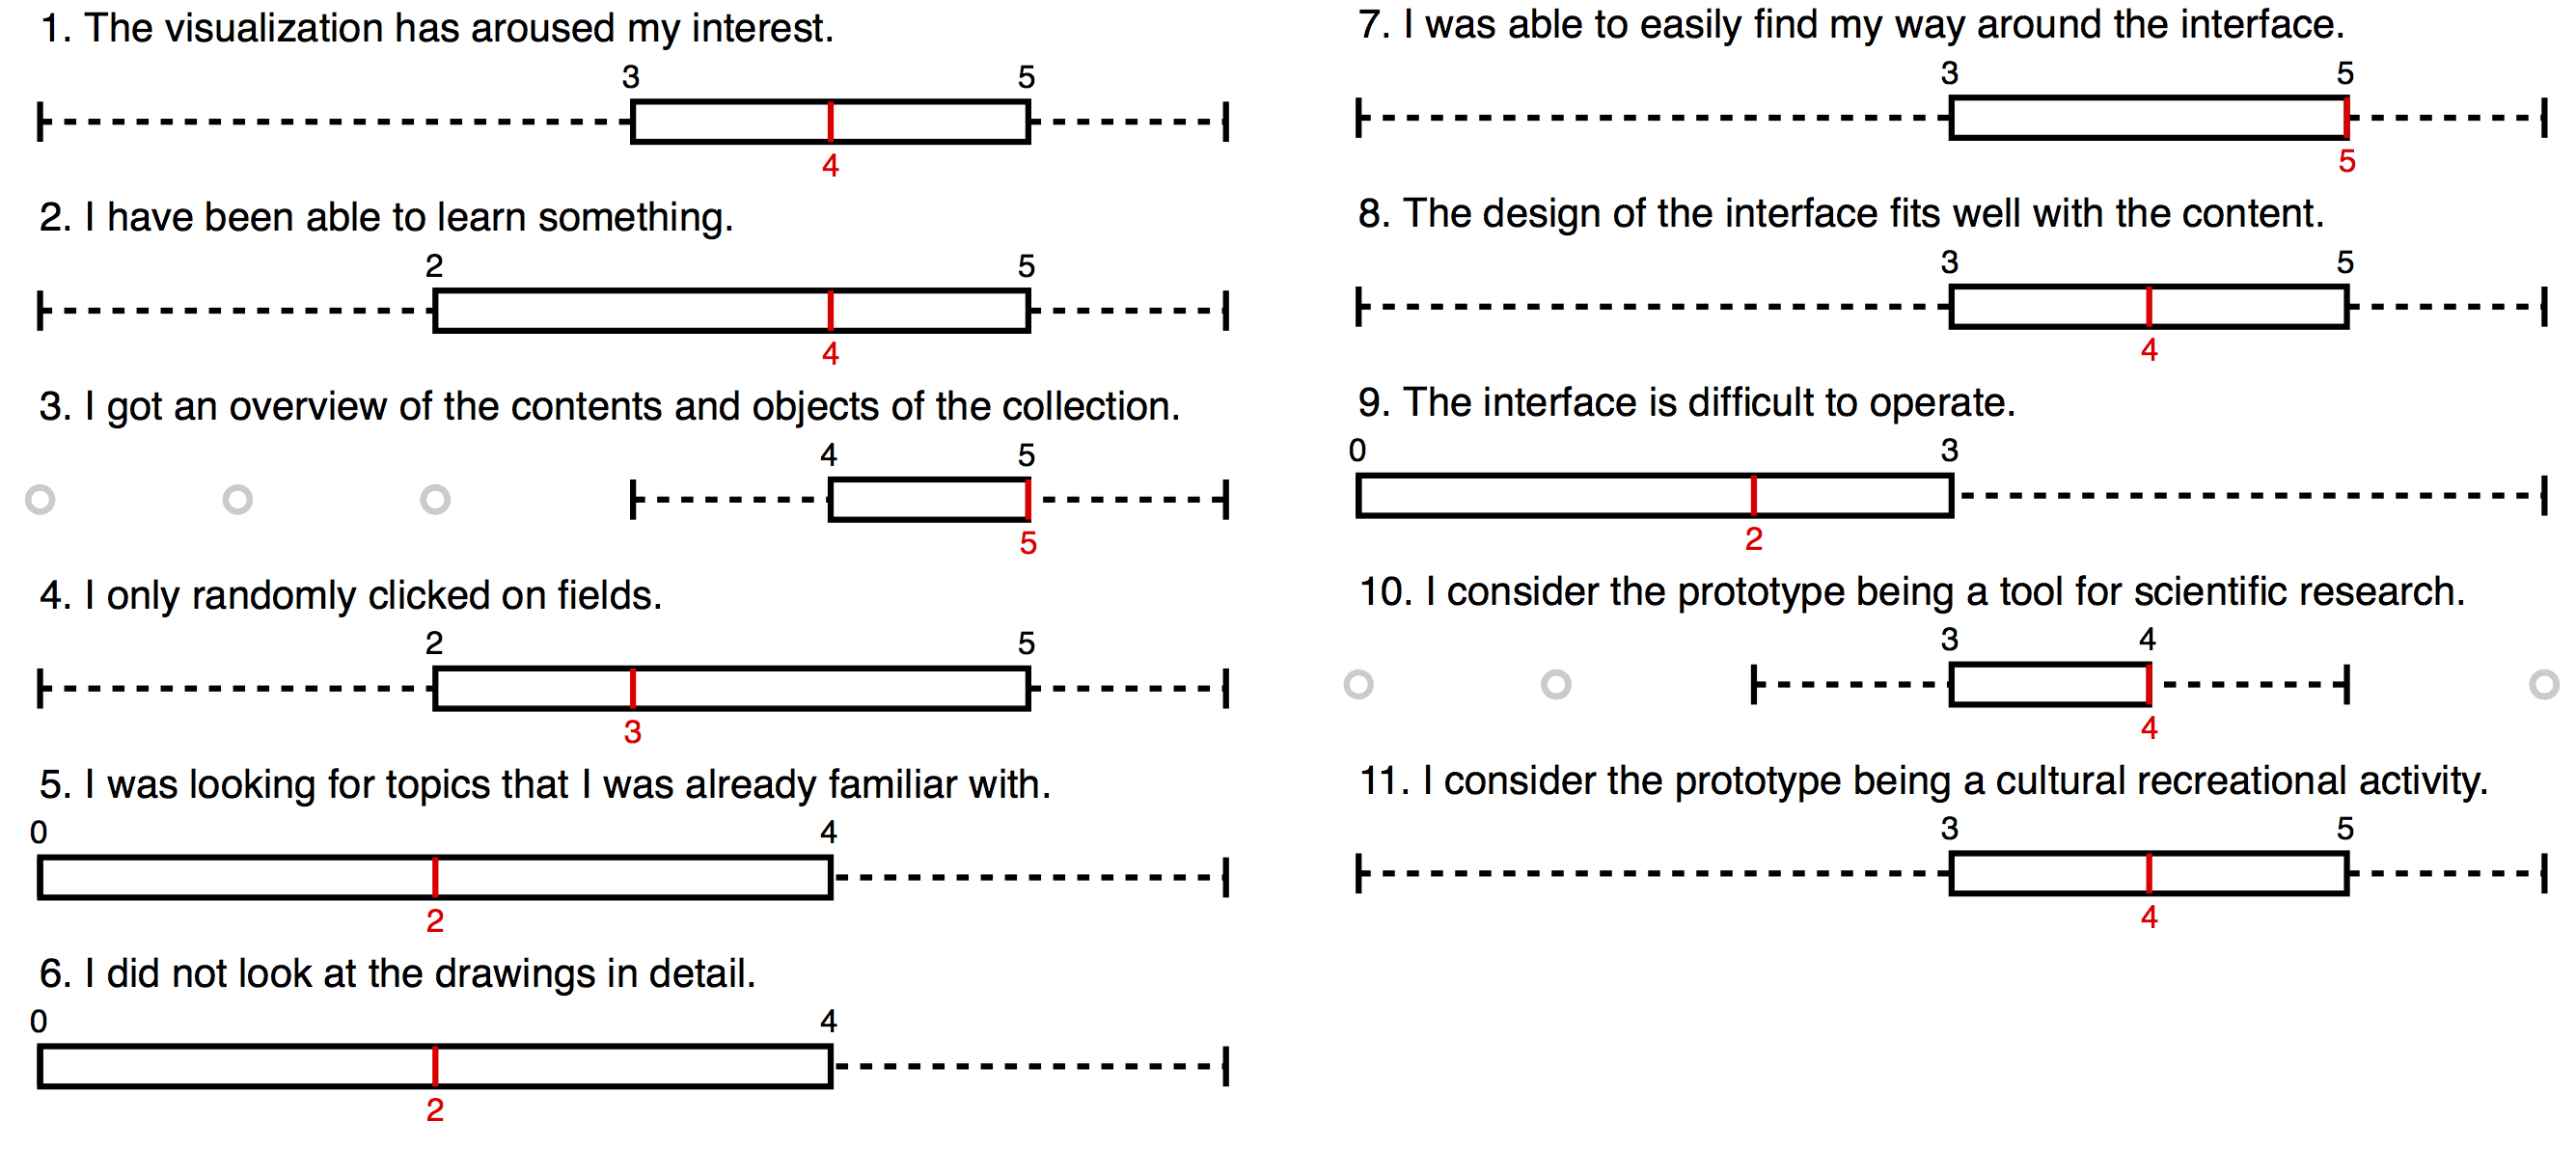 1. The visualization has aroused my interest.
3 5
4
2. I have been able to learn something.
2 5
4
3. I got an overview of the contents and objects of the collection.
4 5
5
4. I only randomly clicked on fields.
2 5
3
5. I was looking for topics that I was already familiar with.
0 4
2
6. I did not look at the drawings in detail.
0 4
2
7. I was able to easily find my way around the interface.
3 5
5
8. The design of the interface fits well with the content.
3 5
4
9. The interface is difficult to operate.
0 3
2
10. I consider the prototype being a tool for scientific research.
3 4
4
11. I consider the prototype being a cultural recreational activity.
3 5
4